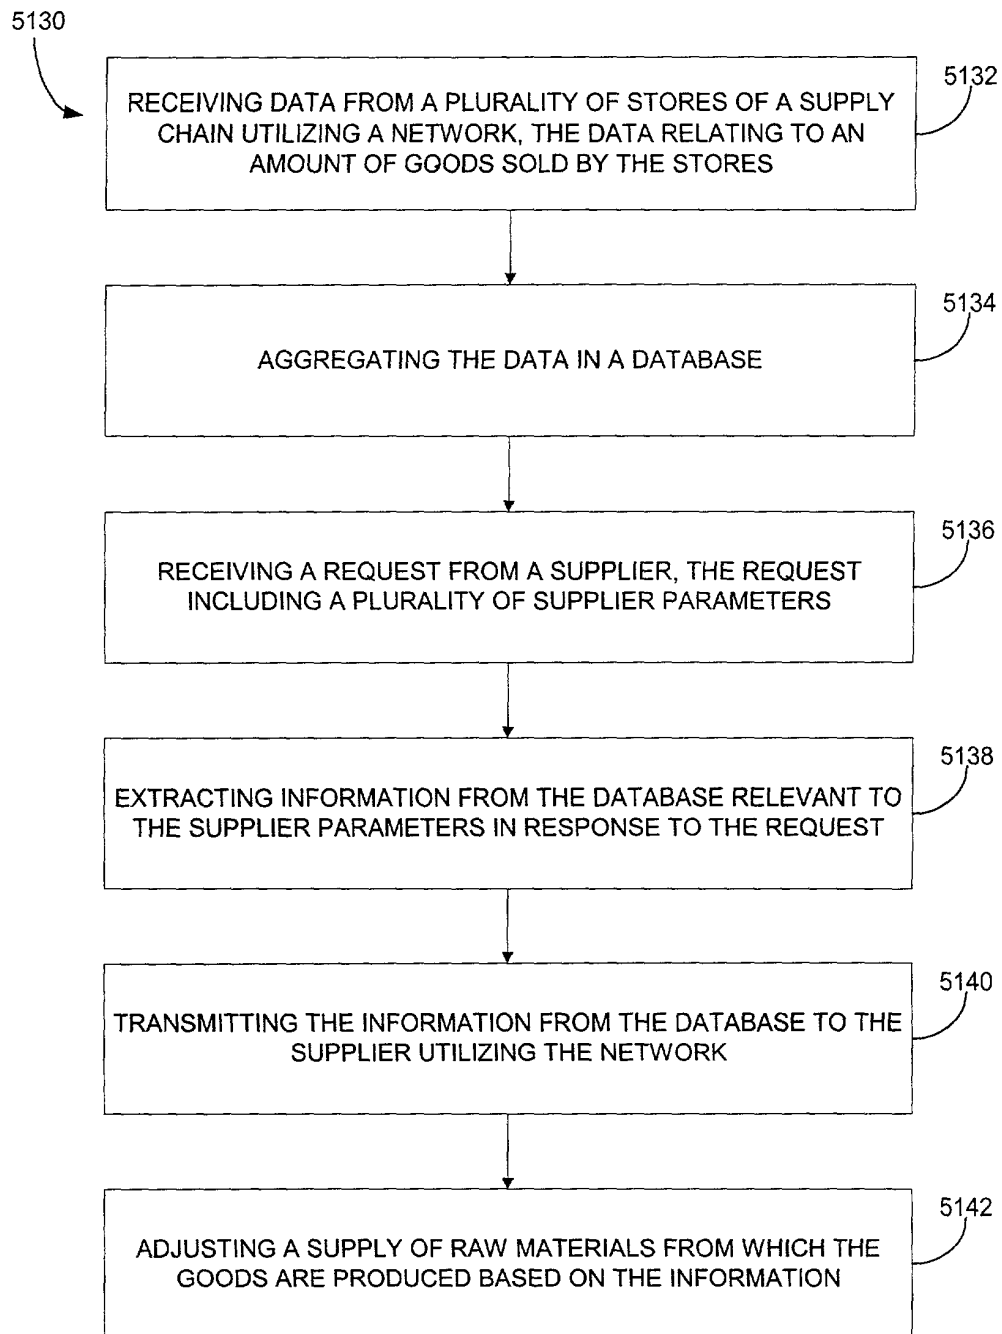 5130
5132
RECEIVING DATA FROM A PLURALITY OF STORES OF A SUPPLY
CHAIN UTILIZING A NETWORK, THE DATA RELATING TO AN
AMOUNT OF GOODS SOLD BY THE STORES
5134
AGGREGATING THE DATA IN A DATABASE
5136
RECEIVING A REQUEST FROM A SUPPLIER, THE REQUEST
INCLUDING A PLURALITY OF SUPPLIER PARAMETERS
5138
EXTRACTING INFORMATION FROM THE DATABASE RELEVANT TO
THE SUPPLIER PARAMETERS IN RESPONSE TO THE REQUEST
5140
TRANSMITTING THE INFORMATION FROM THE DATABASE TO THE
SUPPLIER UTILIZING THE NETWORK
5142
ADJUSTING A SUPPLY OF RAW MATERIALS FROM WHICH THE
GOODS ARE PRODUCED BASED ON THE INFORMATION